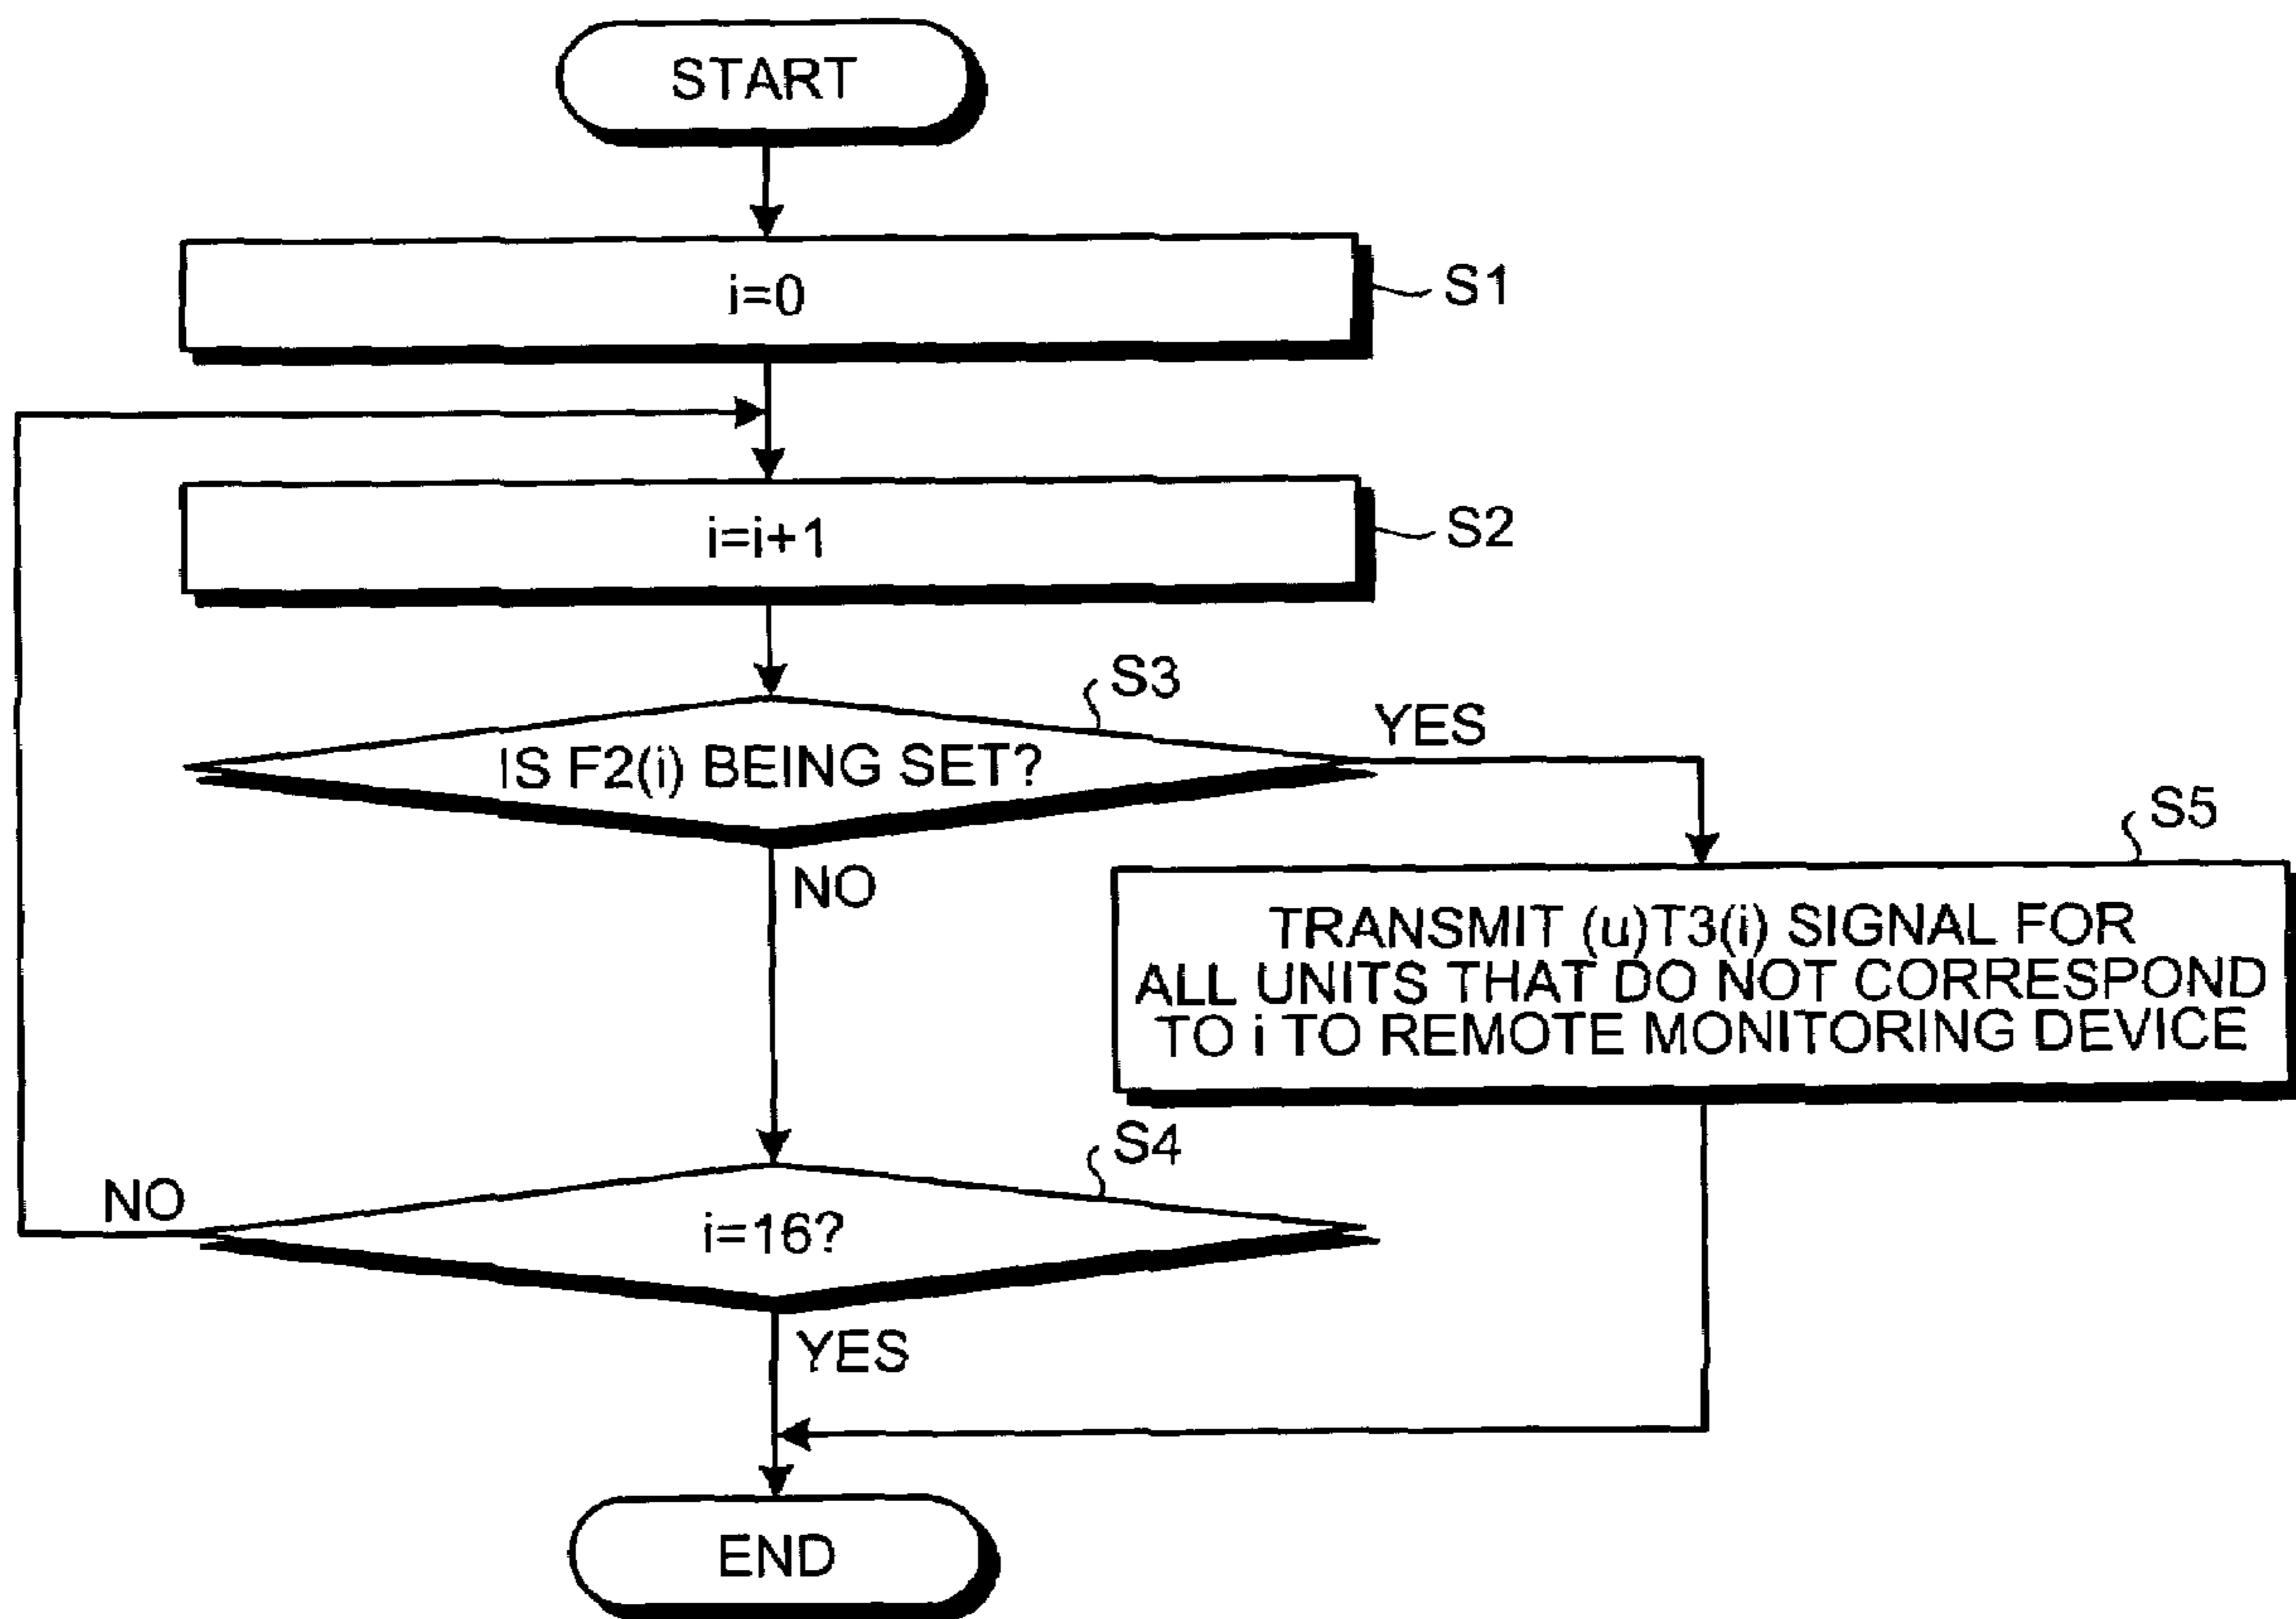 START
i=0
S1
i=i+1
S2
S3
IS F2(i) BEING SET?
YES
NO
S5
TRANSMIT (u)T3(i) SIGNAL FOR
ALL UNITS THAT DO NOT CORRESPOND
TO i TO REMOTE MONITORING DEVICE
S4
NO
i=16?
YES
END